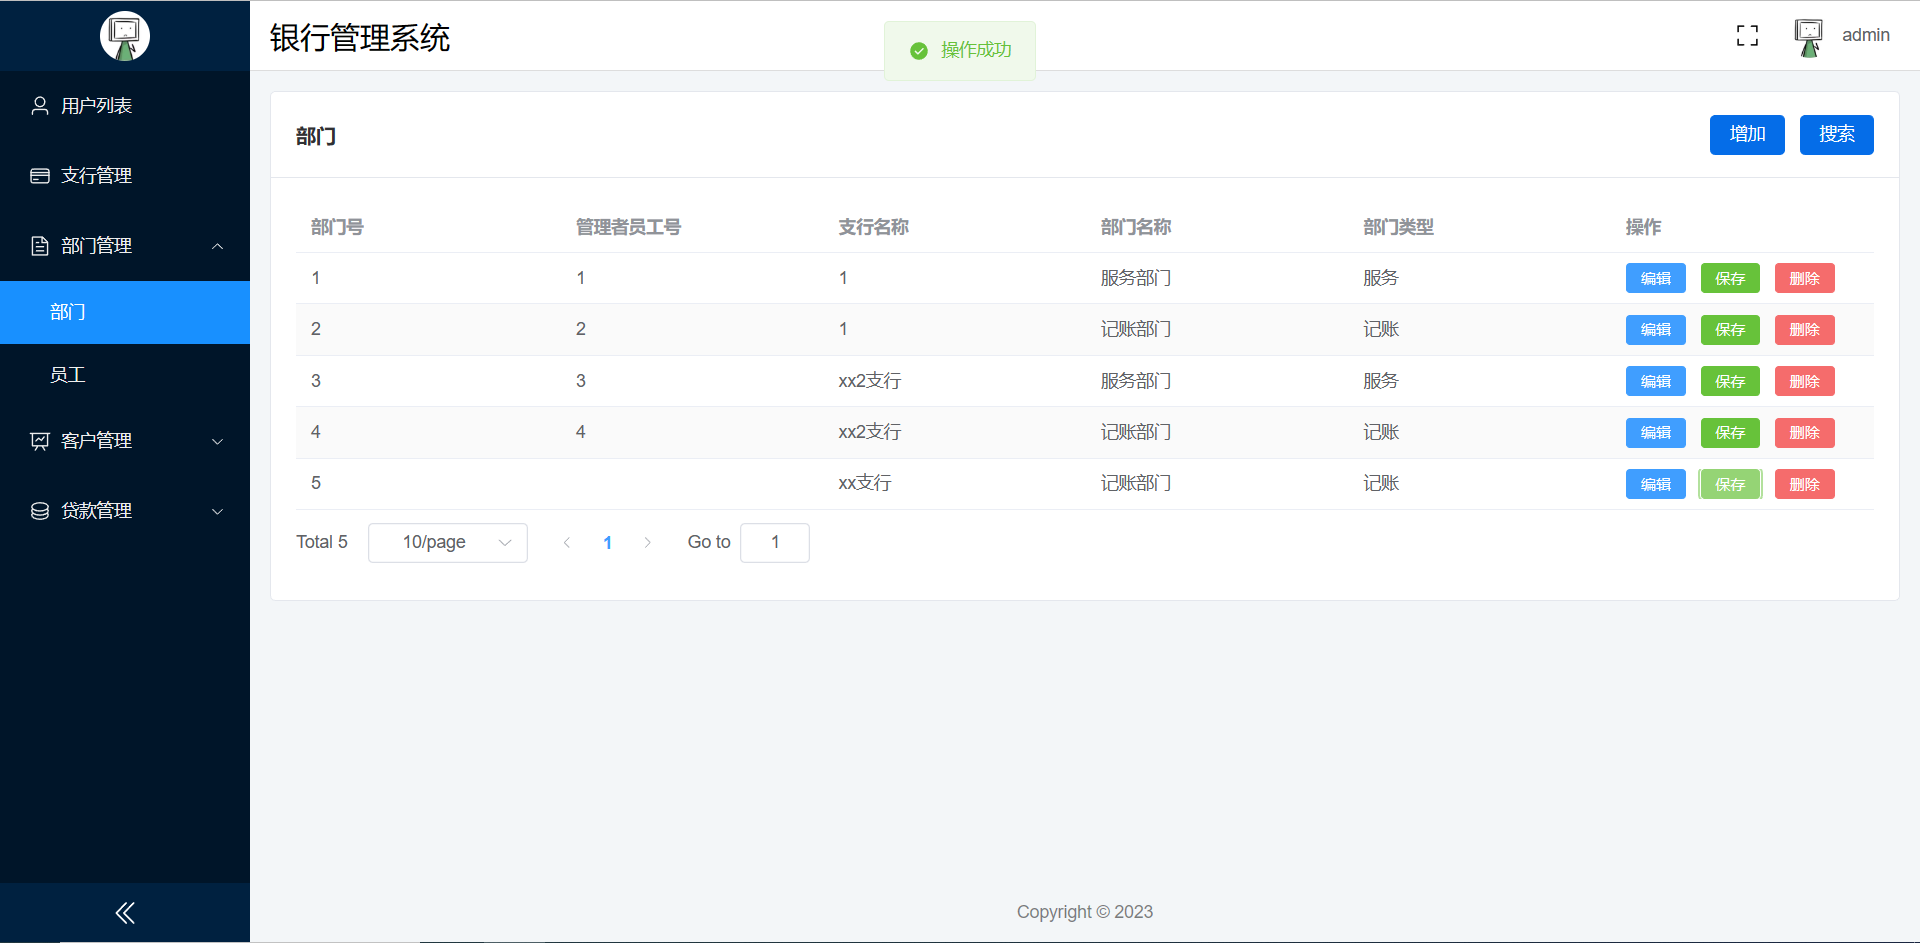 银行管理系统
操作成功
admin
用户列表
支行管理
部门管理
部门
员工
客户管理
贷款管理
部门
增加 搜索
部门号 管理者员工号 支行名称 部门名称 部门类型 操作
1 1 1 服务部门 服务 编辑 保存 删除
2 2 1 记账部门 记账 编辑 保存 删除
3 3 xx2支行 服务部门 服务 编辑 保存 删除
4 4 xx2支行 记账部门 记账 编辑 保存 删除
5 xx支行 记账部门 记账 编辑 保存 删除
Total 5 10/page 1 Go to 1
Copyright © 2023